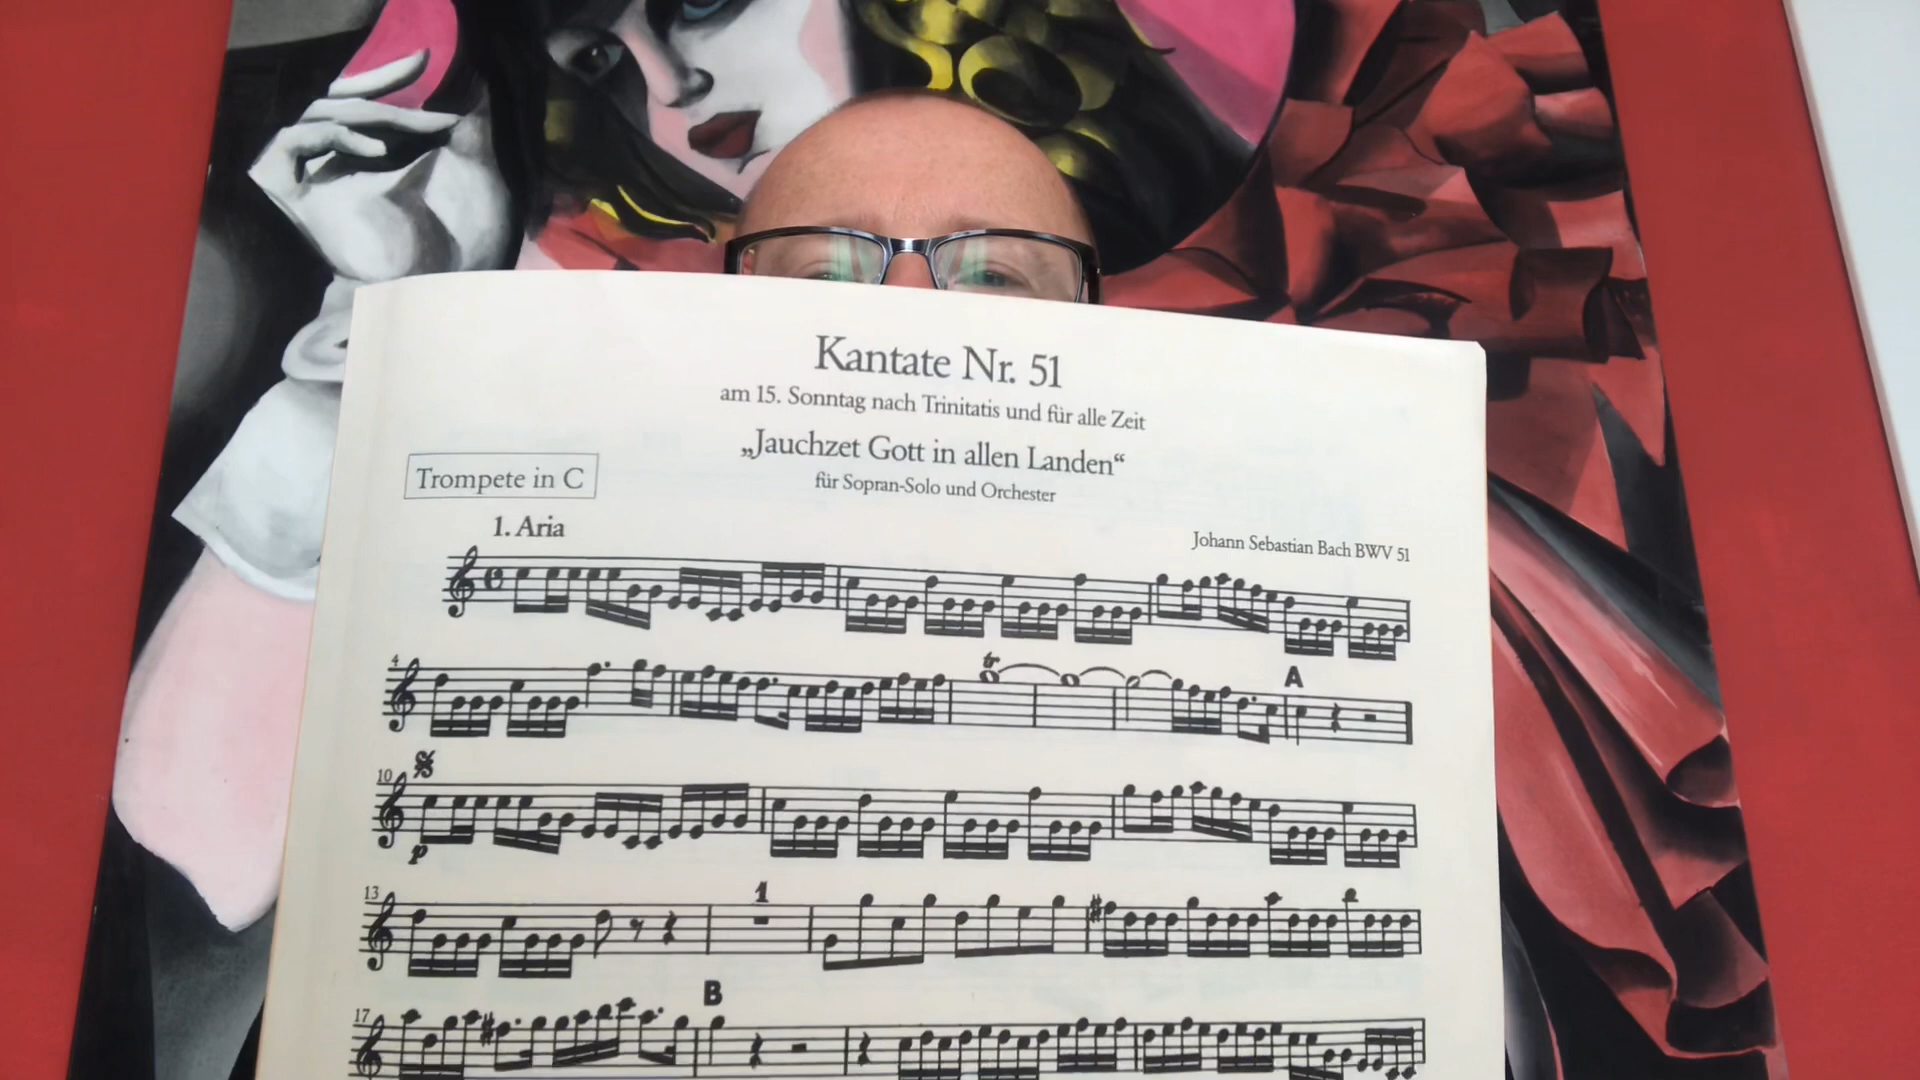 Kantate Nr. 51
am 15. Sonntag nach Trinitatis und für alle Zeit
„Jauchzet Gott in allen Landen“
für Sopran-Solo und Orchester
Trompete in C
1. Aria
Johann Sebastian Bach BWV 51
tr
4
A
10
p
13
1
B
17